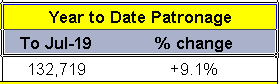 Year to Date Patronage
To Jul-19 % change
132,719 +9.1%